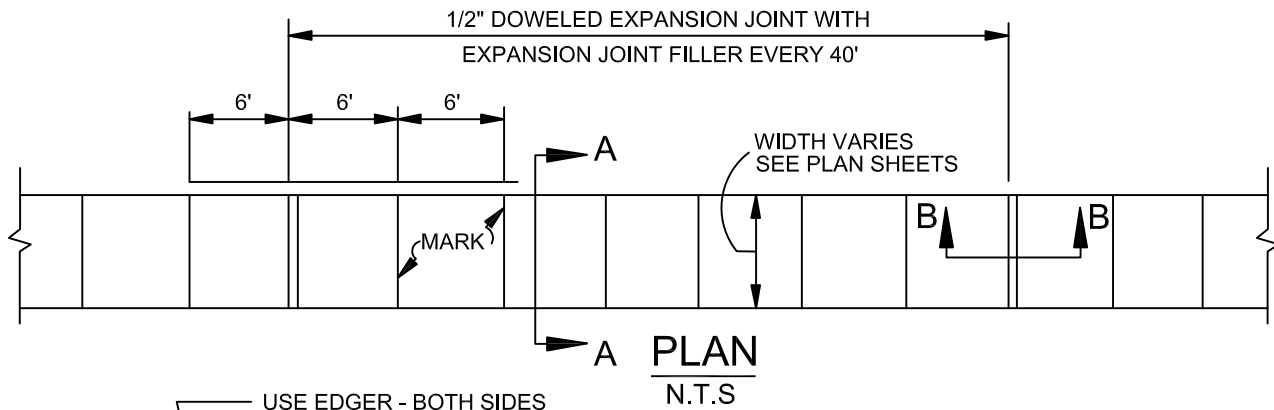 1/2" DOWELED EXPANSION JOINT WITH
EXPANSION JOINT FILLER EVERY 40'
6' 6' 6'
A
WIDTH VARIES
SEE PLAN SHEETS
B B
MARK
A
PLAN
N.T.S
USE EDGER - BOTH SIDES